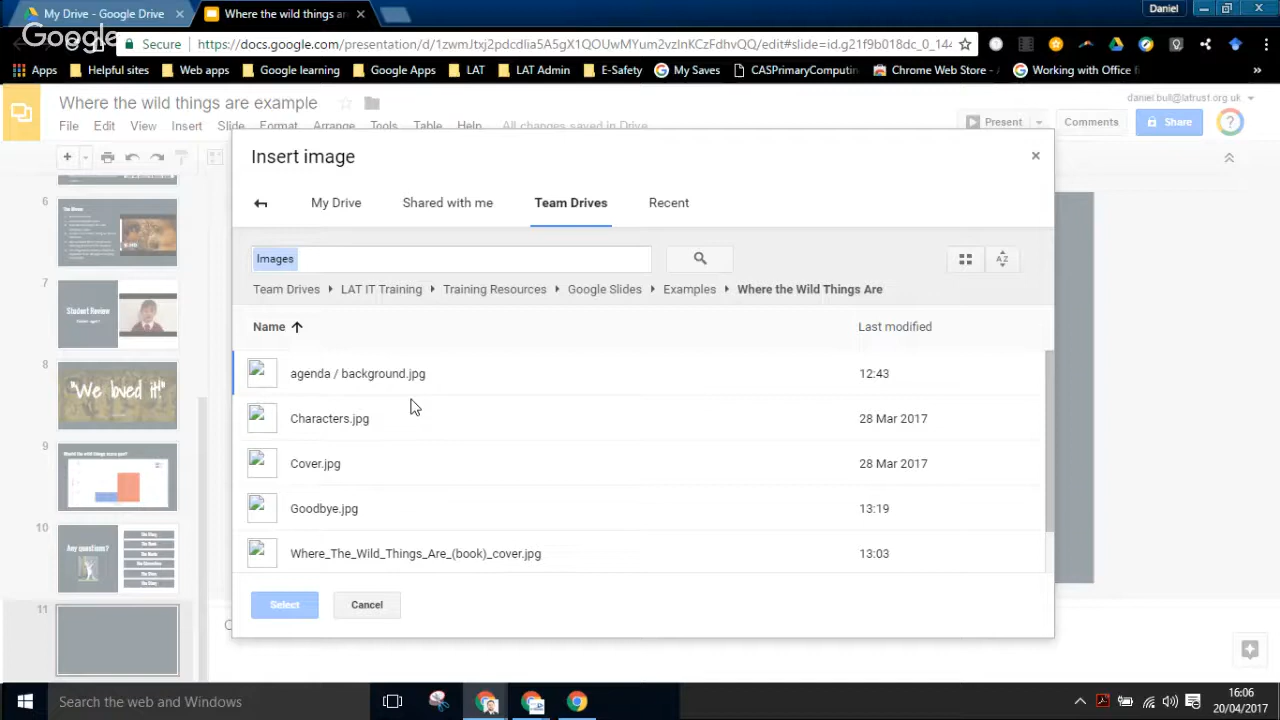 My Drive - Google Drive
Where the wild things are
Daniel
Google
Secure
https://docs.google.com/presentation/d/1zwmJtxj2pdcdlia5A5gX1QOUwMYum2vzlnKCzFdhvQQ/edit#slide=id.g21f9b018dc_0_144
Apps
Helpful sites
Web apps
Google learning
Google Apps
LAT
LAT Admin
E-Safety
My Saves
CASPrimaryComputin
Chrome Web Store -
Working with Office f
»
Where the wild things are example
daniel.bull@latrust.org.uk
File Edit View Insert Slide Format Arrange Tools Table Help All changes saved in Drive
Present
Comments
Share
Insert image
My Drive
Shared with me
Team Drives
Recent
Images
Team Drives LAT IT Training Training Resources Google Slides Examples Where the Wild Things Are
Name
Last modified
agenda / background.jpg 12:43
Characters.jpg 28 Mar 2017
Cover.jpg 28 Mar 2017
Goodbye.jpg 13:19
Where_The_Wild_Things_Are_(book)_cover.jpg 13:03
Select
Cancel
6
7
Student Review
8
"We loved it!"
9
10
Any questions?
11
Search the web and Windows
16:06
20/04/2017